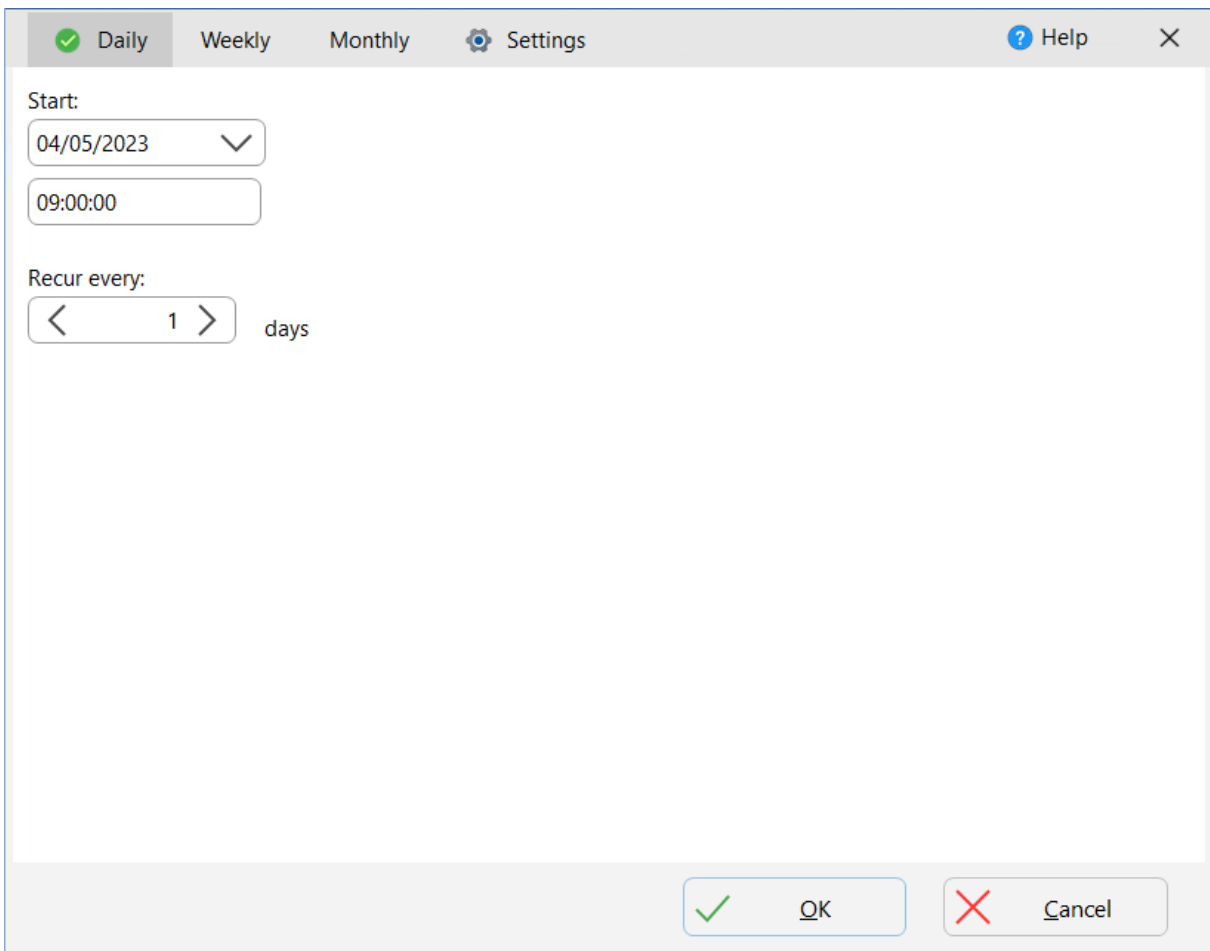 Daily Weekly Monthly Settings Help
Start:
04/05/2023
09:00:00
Recur every:
1 days
OK Cancel